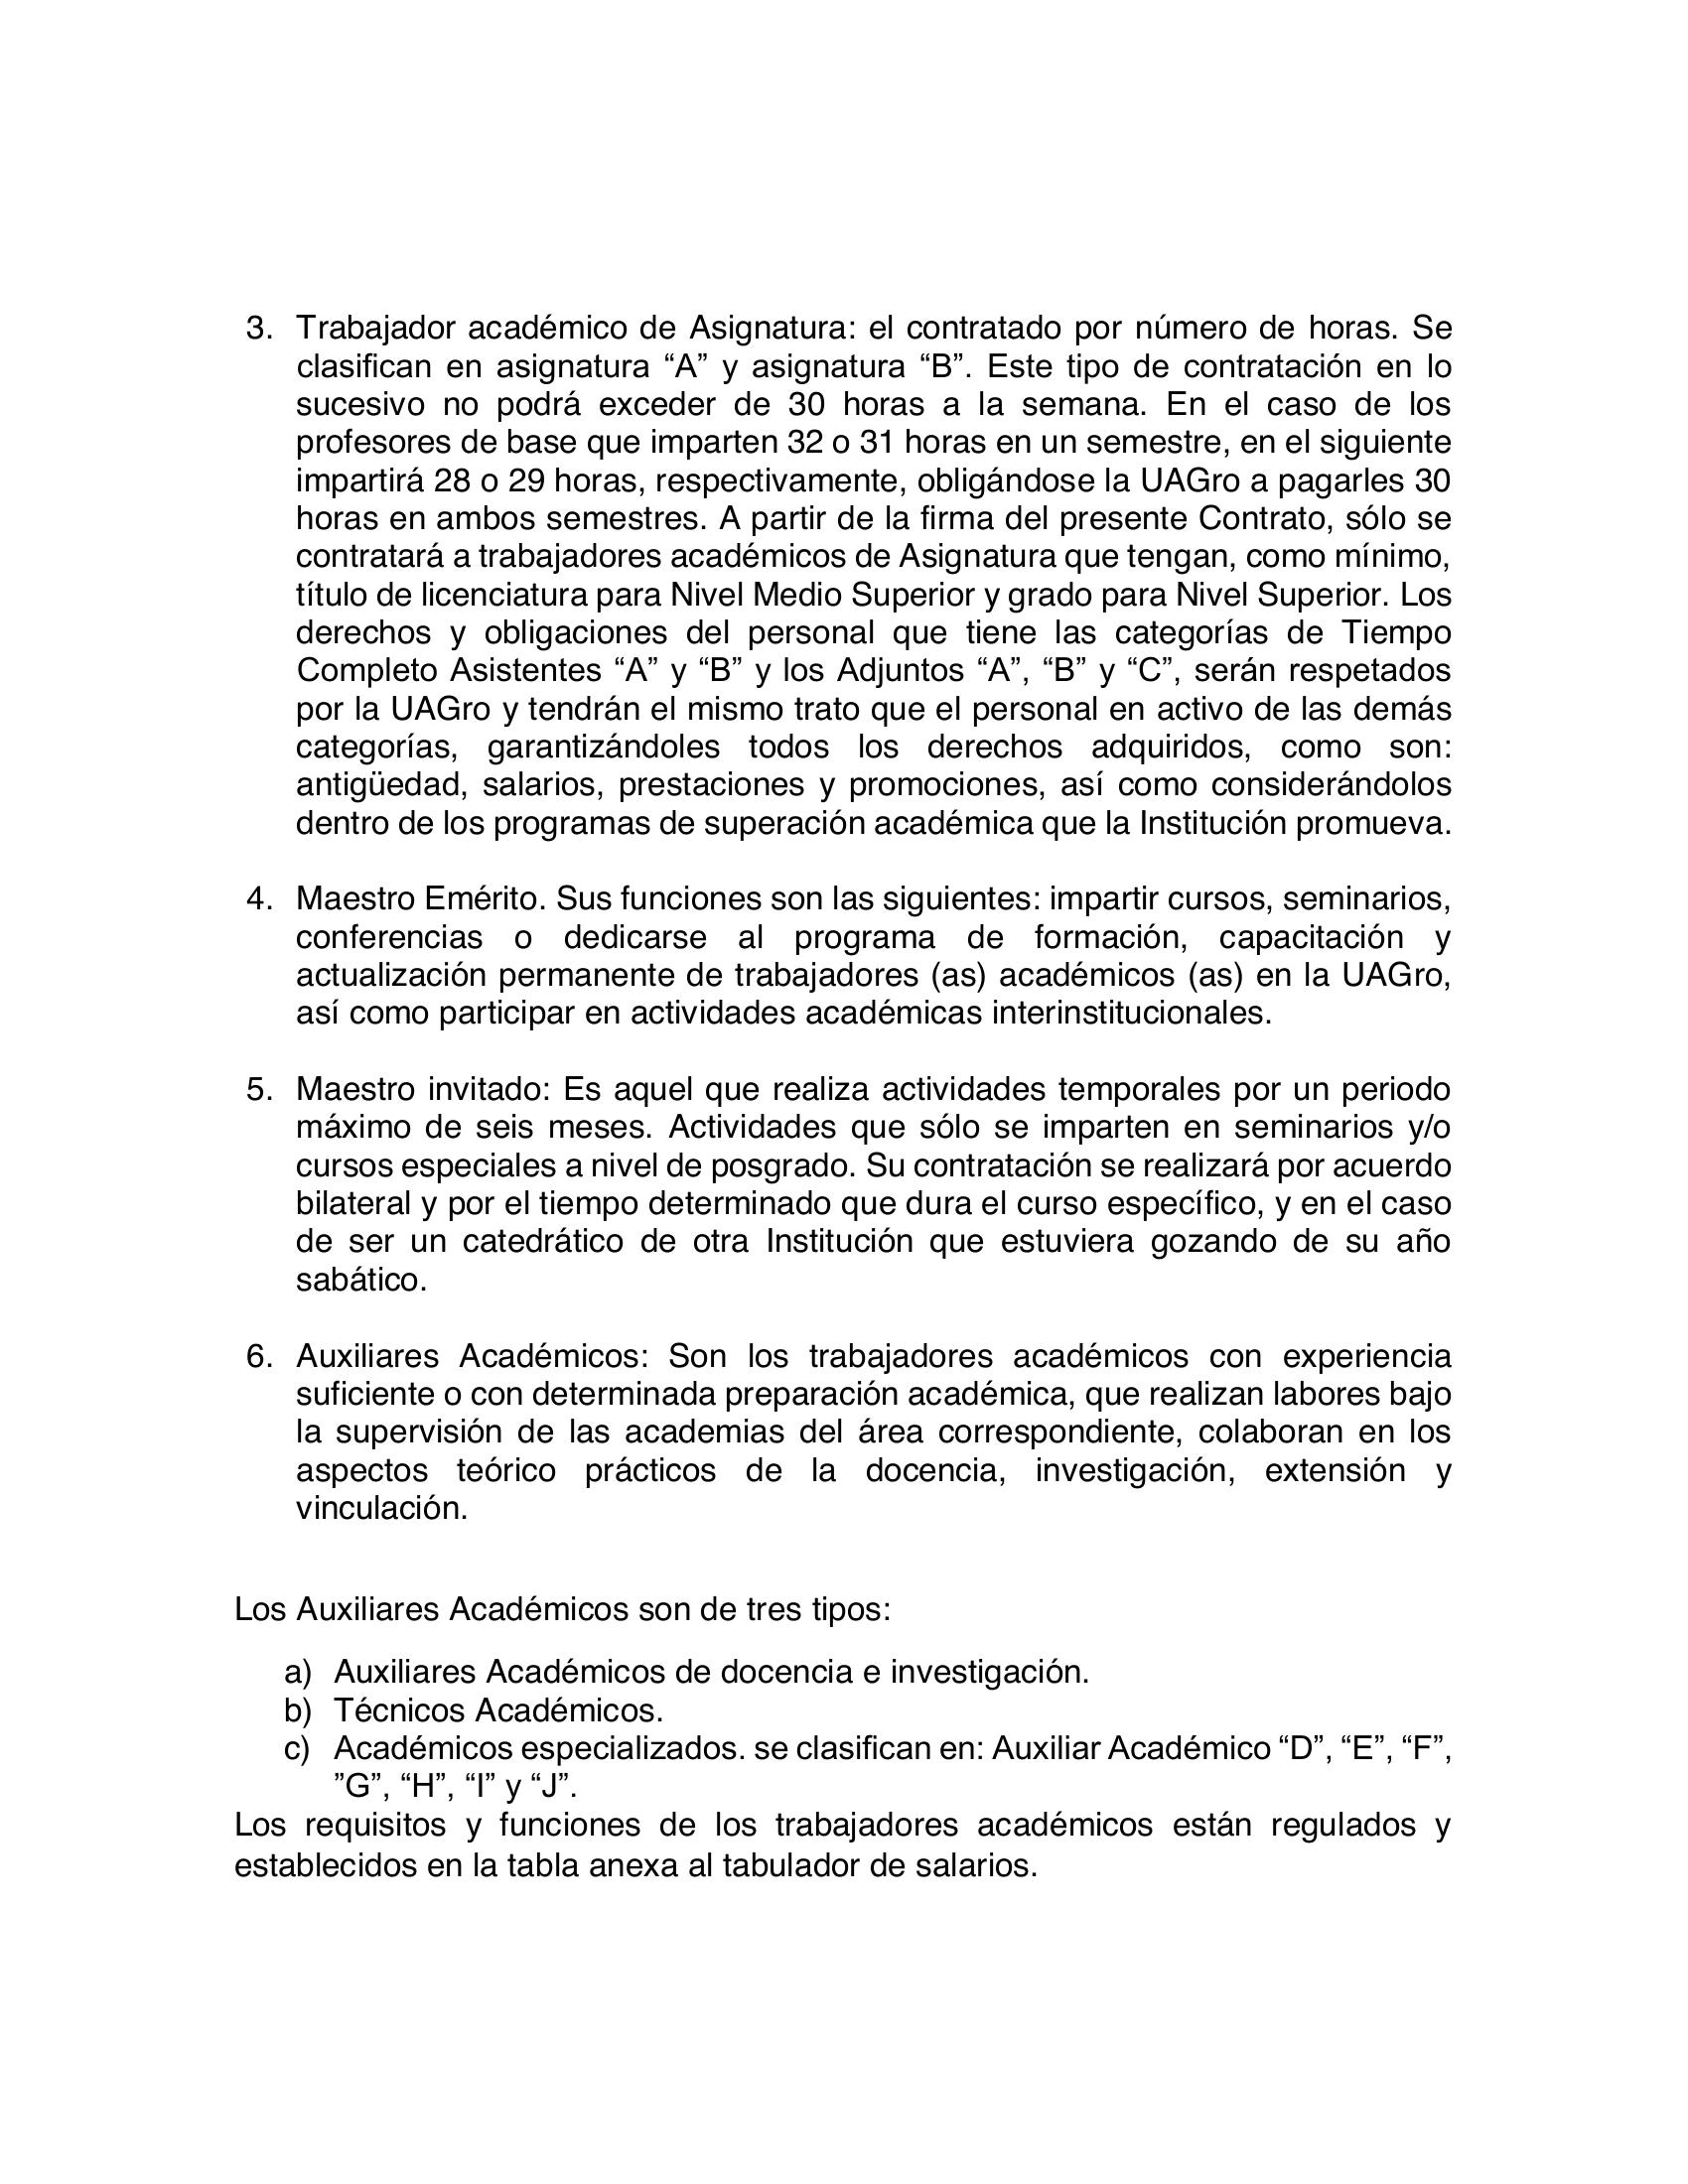 3. Trabajador académico de Asignatura: el contratado por número de horas. Se
clasifican en asignatura “A” y asignatura “B”. Este tipo de contratación en lo
sucesivo no podrá exceder de 30 horas a la semana. En el caso de los
profesores de base que imparten 32 o 31 horas en un semestre, en el siguiente
impartirá 28 o 29 horas, respectivamente, obligándose la UAGro a pagarles 30
horas en ambos semestres. A partir de la firma del presente Contrato, sólo se
contratará a trabajadores académicos de Asignatura que tengan, como mínimo,
título de licenciatura para Nivel Medio Superior y grado para Nivel Superior. Los
derechos y obligaciones del personal que tiene las categorías de Tiempo
Completo Asistentes “A” y “B” y los Adjuntos “A”, “B” y “C”, serán respetados
por la UAGro y tendrán el mismo trato que el personal en activo de las demás
categorías, garantizándoles todos los derechos adquiridos, como son:
antigüedad, salarios, prestaciones y promociones, así como considerándolos
dentro de los programas de superación académica que la Institución promueva.
4. Maestro Emérito. Sus funciones son las siguientes: impartir cursos, seminarios,
conferencias o dedicarse al programa de formación, capacitación y
actualización permanente de trabajadores (as) académicos (as) en la UAGro,
así como participar en actividades académicas interinstitucionales.
5. Maestro invitado: Es aquel que realiza actividades temporales por un periodo
máximo de seis meses. Actividades que sólo se imparten en seminarios y/o
cursos especiales a nivel de posgrado. Su contratación se realizará por acuerdo
bilateral y por el tiempo determinado que dura el curso específico, y en el caso
de ser un catedrático de otra Institución que estuviera gozando de su año
sabático.
6. Auxiliares Académicos: Son los trabajadores académicos con experiencia
suficiente o con determinada preparación académica, que realizan labores bajo
la supervisión de las academias del área correspondiente, colaboran en los
aspectos teórico prácticos de la docencia, investigación, extensión y
vinculación.
Los Auxiliares Académicos son de tres tipos:
a) Auxiliares Académicos de docencia e investigación.
b) Técnicos Académicos.
c) Académicos especializados. se clasifican en: Auxiliar Académico “D”, “E”, “F”,
”G”, “H”, “I” y “J”.
Los requisitos y funciones de los trabajadores académicos están regulados y
establecidos en la tabla anexa al tabulador de salarios.